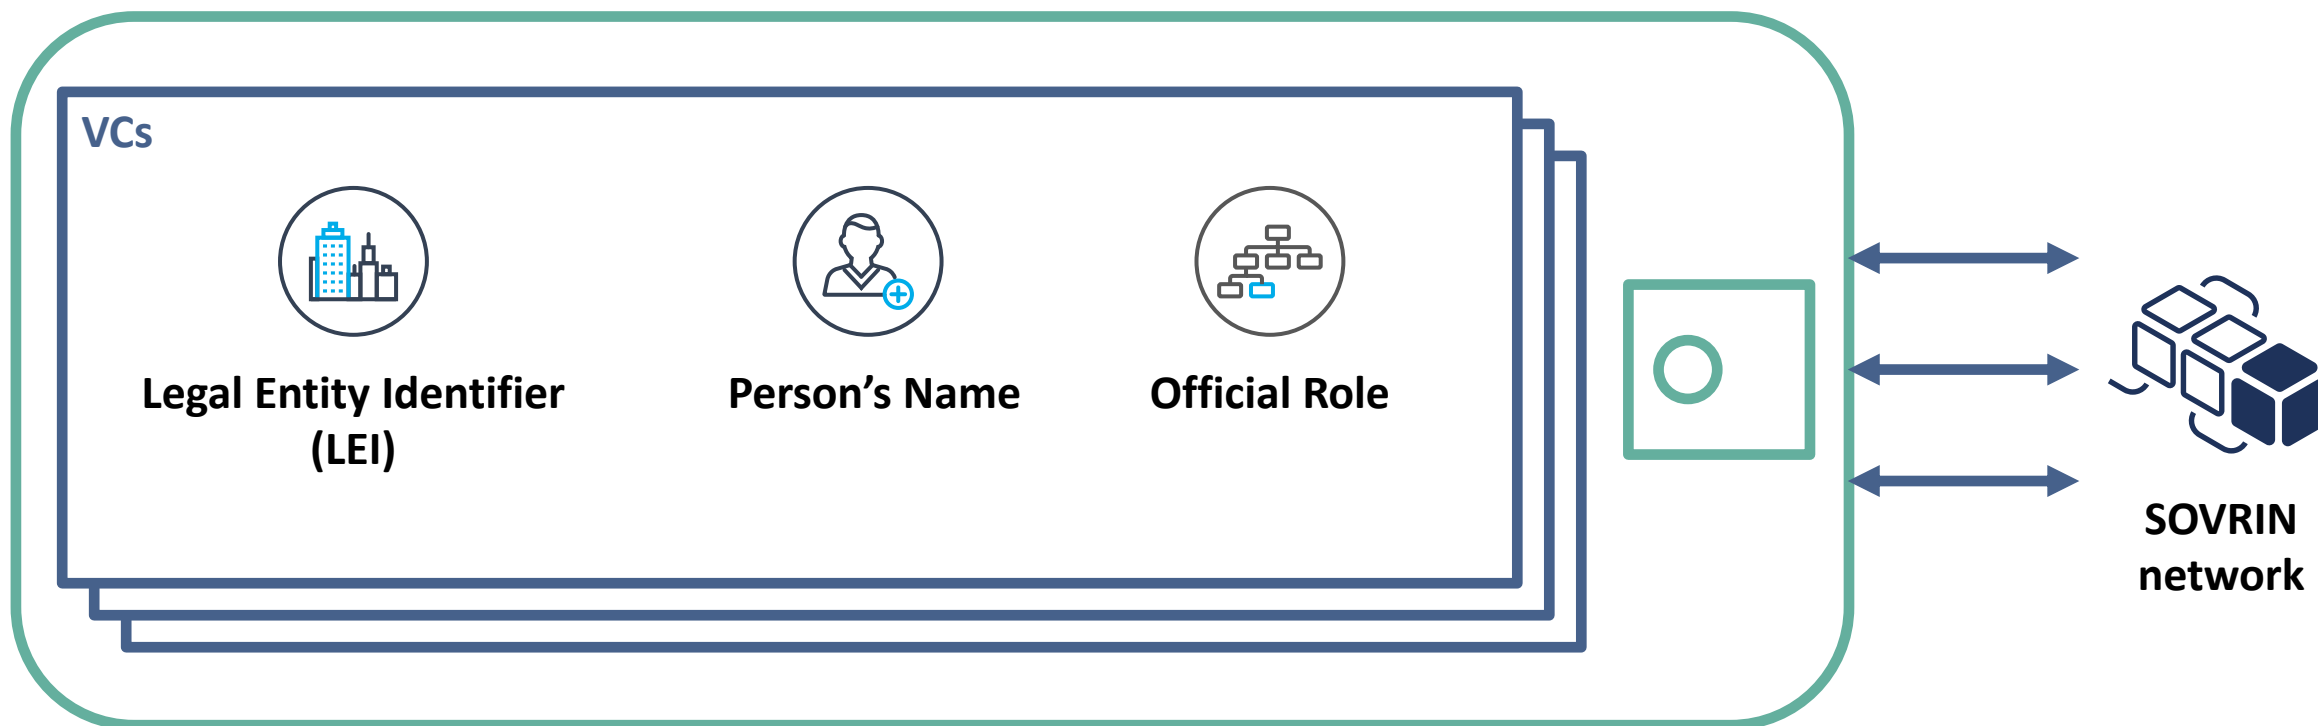 VCs
Legal Entity Identifier
(LEI)
Person’s Name
Official Role
SOVRIN
network